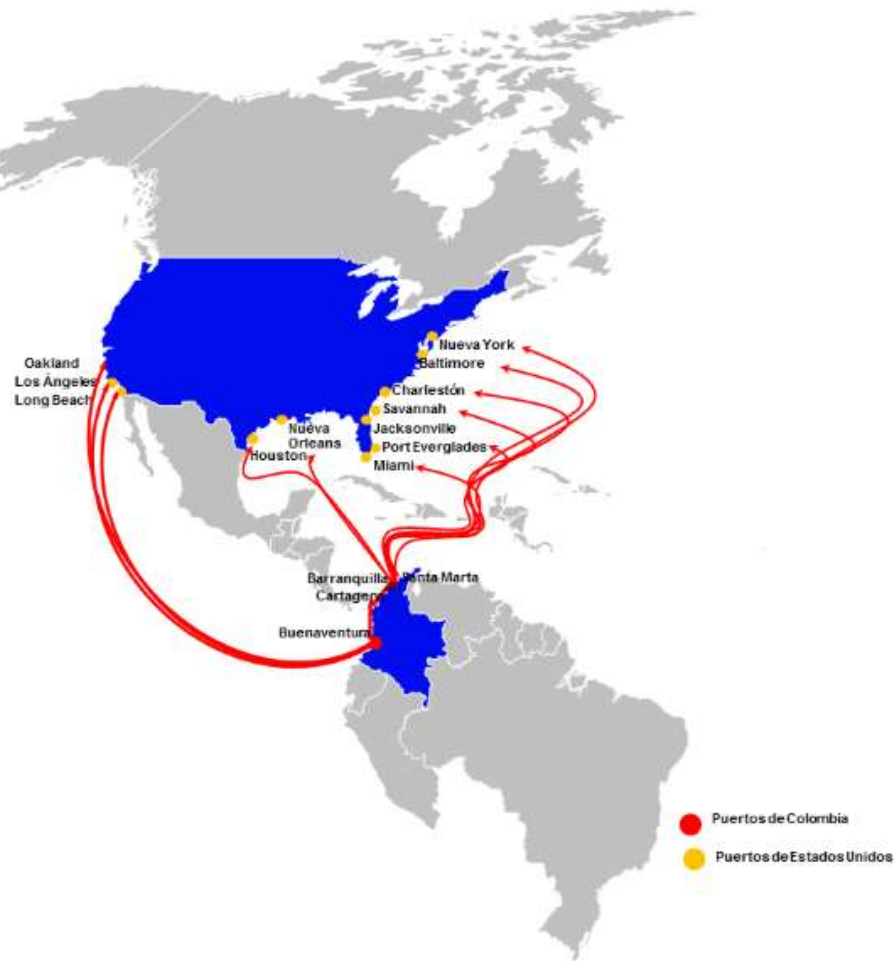 Nueva York
Baltimore
Oakland
Los Ángeles
Long Beach
Charlestón
Savannah
Jacksonville
Nueva
Orleans
Houston
Port Everglades
Miami
Barranquilla
Santa Marta
Cartagena
Buenaventura
Puertos de Colombia
Puertos de Estados Unidos